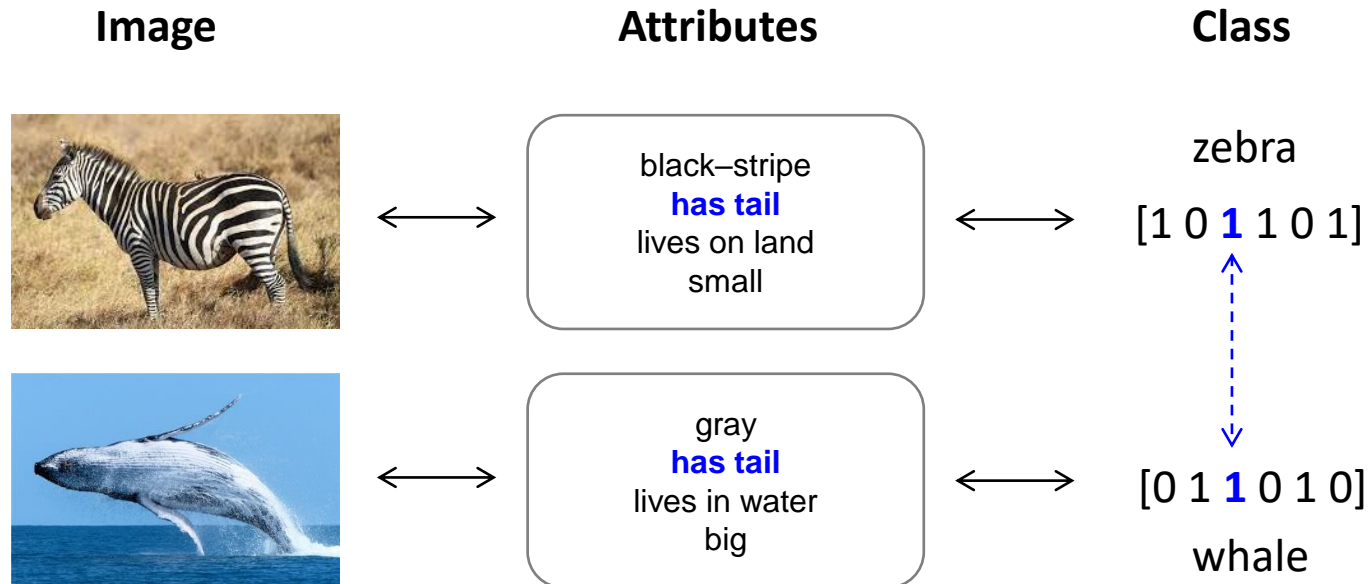 Image
Attributes
Class
black–stripe
has tail
lives on land
small
zebra
[1 0 1 1 0 1]
gray
has tail
lives in water
big
[0 1 1 0 1 0]
whale